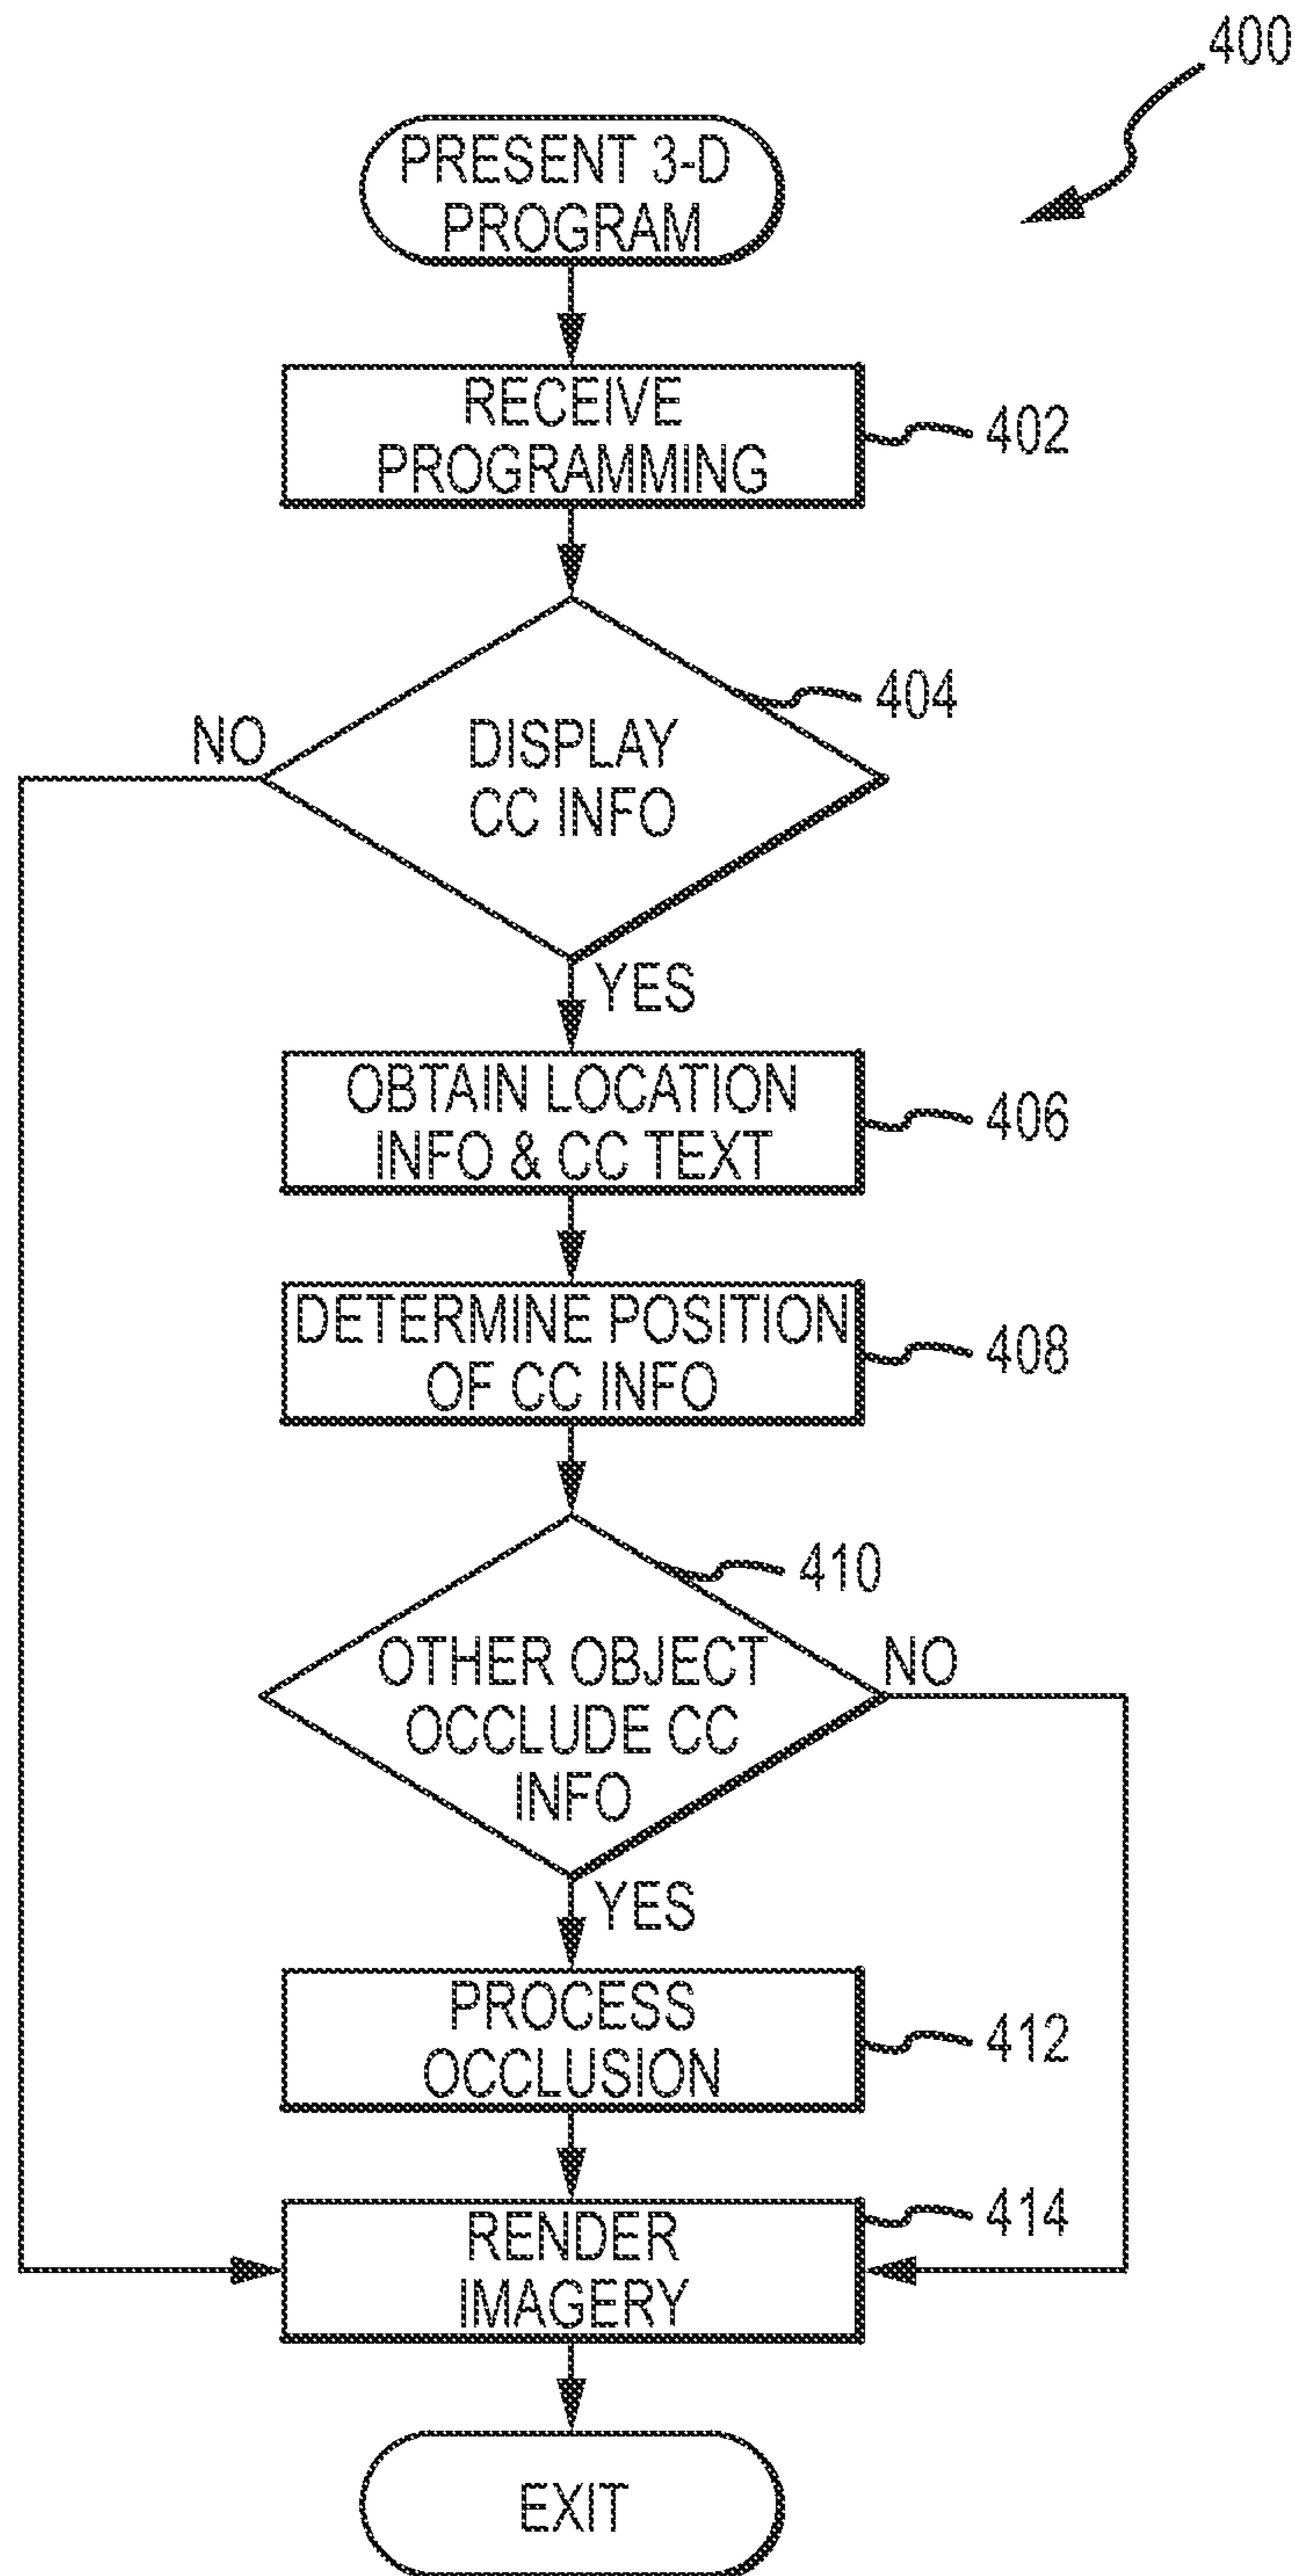 400
PRESENT 3-D
PROGRAM
RECEIVE
PROGRAMMING
402
404
NO
DISPLAY
CC INFO
YES
OBTAIN LOCATION
INFO & CC TEXT
406
DETERMINE POSITION
OF CC INFO
408
410
OTHER OBJECT
OCCLUDE CC
INFO
NO
YES
PROCESS
OCCLUSION
412
RENDER
IMAGERY
414
EXIT